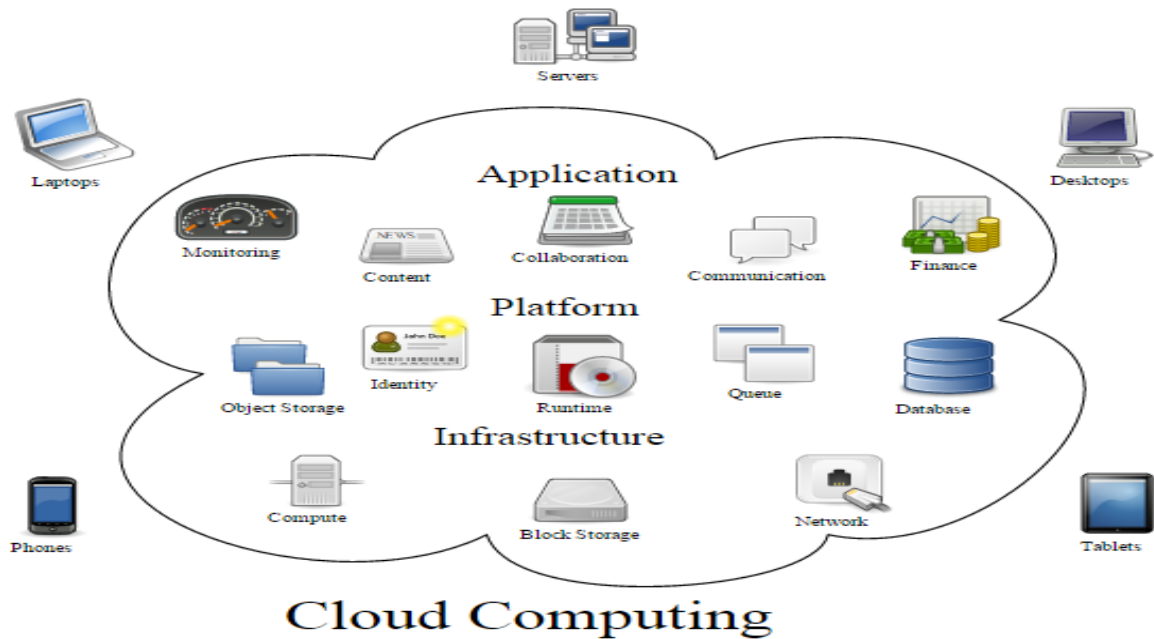 Servers
Laptops
Desktops
Application
Monitoring
NEWS
Content
Collaboration
Communication
Finance
Platform
Object Storage
John Doe
Identity
Runtime
Queue
Database
Infrastructure
Compute
Block Storage
Network
Phones
Tablets
Cloud Computing